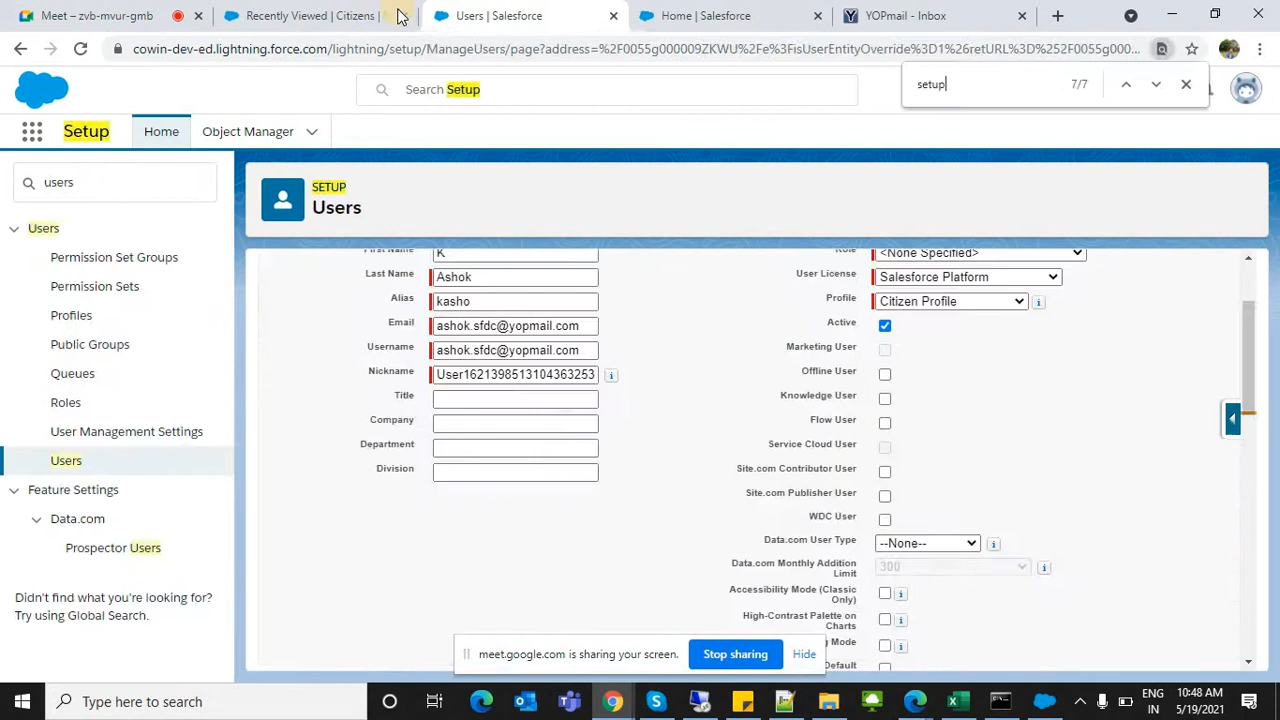 Meet – zvb-mvur-gmb
Recently Viewed | Citizens |
Users | Salesforce
Home | Salesforce
YOPmail - Inbox
cowin-dev-ed.lightning.force.com/lightning/setup/ManageUsers/page?address=%2F0055g000009ZKWU%2Fe%3FisUserEntityOverride%3D1%26retURL%3D%252F0055g000009ZKWU%25...
setup 7/7
Search Setup
Setup Home Object Manager
users
SETUP
Users
Users
Permission Set Groups
Permission Sets
Profiles
Public Groups
Queues
Roles
User Management Settings
Users
Feature Settings
Data.com
Prospector Users
Didn't find what you're looking for?
Try using Global Search.
First Name K
Last Name Ashok
Alias kasho
Email ashok.sfdc@yopmail.com
Username ashok.sfdc@yopmail.com
Nickname User1621398513104363253
Title
Company
Department
Division
Role <None Specified>
User License Salesforce Platform
Profile Citizen Profile
Active
Marketing User
Offline User
Knowledge User
Flow User
Service Cloud User
Site.com Contributor User
Site.com Publisher User
WDC User
Data.com User Type --None--
Data.com Monthly Addition
Limit 300
Accessibility Mode (Classic
Only)
High-Contrast Palette on
Charts
Mode
Default
meet.google.com is sharing your screen. Stop sharing Hide
Type here to search
ENG
IN
10:48 AM
5/19/2021